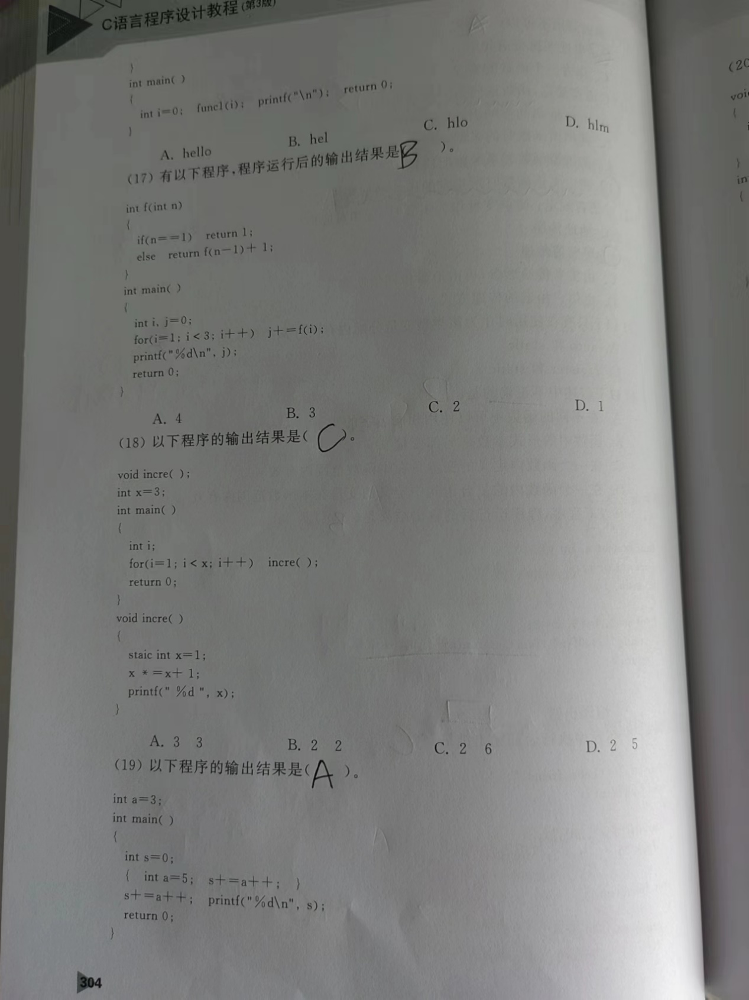 C语言程序设计教程(第3版)
}
int main( )
{
int i=0; func1(i); printf("\n"); return 0;
}
A. hello B. hel C. hlo D. hlm
(17) 有以下程序,程序运行后的输出结果是 B )。
int f(int n)
{
if(n==1) return 1;
else return f(n-1)+ 1;
}
int main( )
{
int i, j=0;
for(i=1; i<3; i++) j+=f(i);
printf("%d\n", j);
return 0;
}
A. 4 B. 3 C. 2 D. 1
(18) 以下程序的输出结果是( C )。
void incre( );
int x=3;
int main( )
{
int i;
for(i=1; i<x; i++) incre( );
return 0;
}
void incre( )
{
staic int x=1;
x *=x+ 1;
printf(" %d ", x);
}
A. 3 3 B. 2 2 C. 2 6 D. 2 5
(19) 以下程序的输出结果是( A )。
int a=3;
int main( )
{
int s=0;
{ int a=5; s+=a++; }
s+=a++; printf("%d\n", s);
return 0;
}
304
(20
voi
{
}
in
{